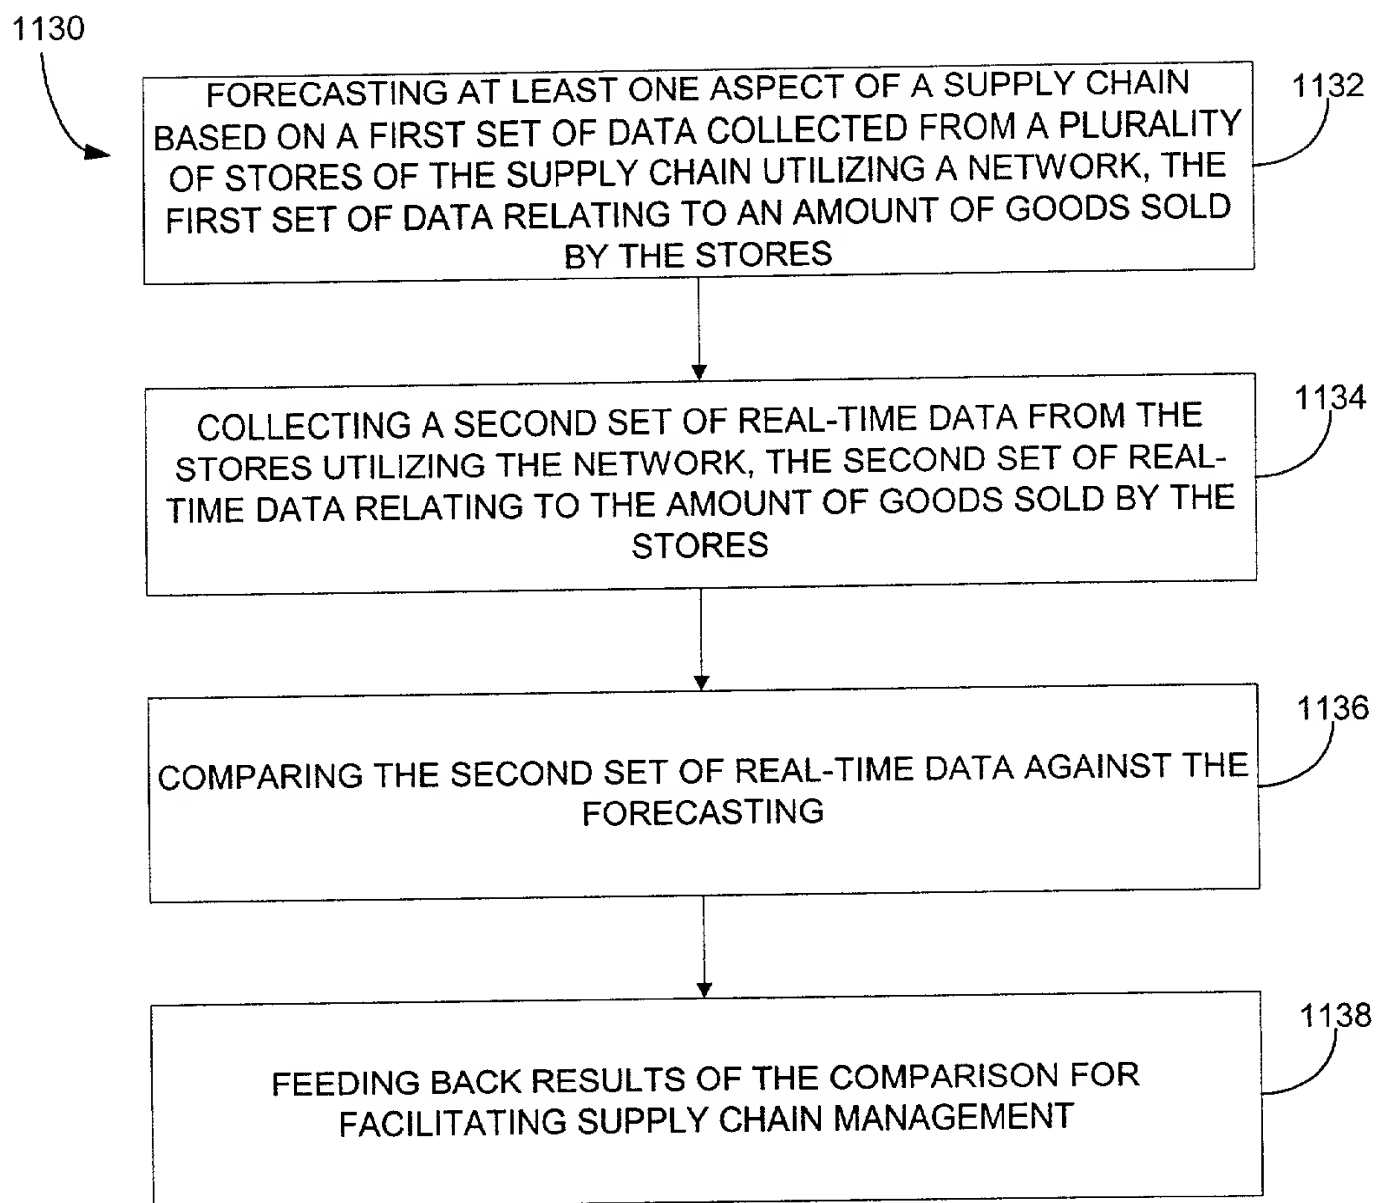 1130
1132
FORECASTING AT LEAST ONE ASPECT OF A SUPPLY CHAIN
BASED ON A FIRST SET OF DATA COLLECTED FROM A PLURALITY
OF STORES OF THE SUPPLY CHAIN UTILIZING A NETWORK, THE
FIRST SET OF DATA RELATING TO AN AMOUNT OF GOODS SOLD
BY THE STORES
1134
COLLECTING A SECOND SET OF REAL-TIME DATA FROM THE
STORES UTILIZING THE NETWORK, THE SECOND SET OF REAL-
TIME DATA RELATING TO THE AMOUNT OF GOODS SOLD BY THE
STORES
1136
COMPARING THE SECOND SET OF REAL-TIME DATA AGAINST THE
FORECASTING
1138
FEEDING BACK RESULTS OF THE COMPARISON FOR
FACILITATING SUPPLY CHAIN MANAGEMENT